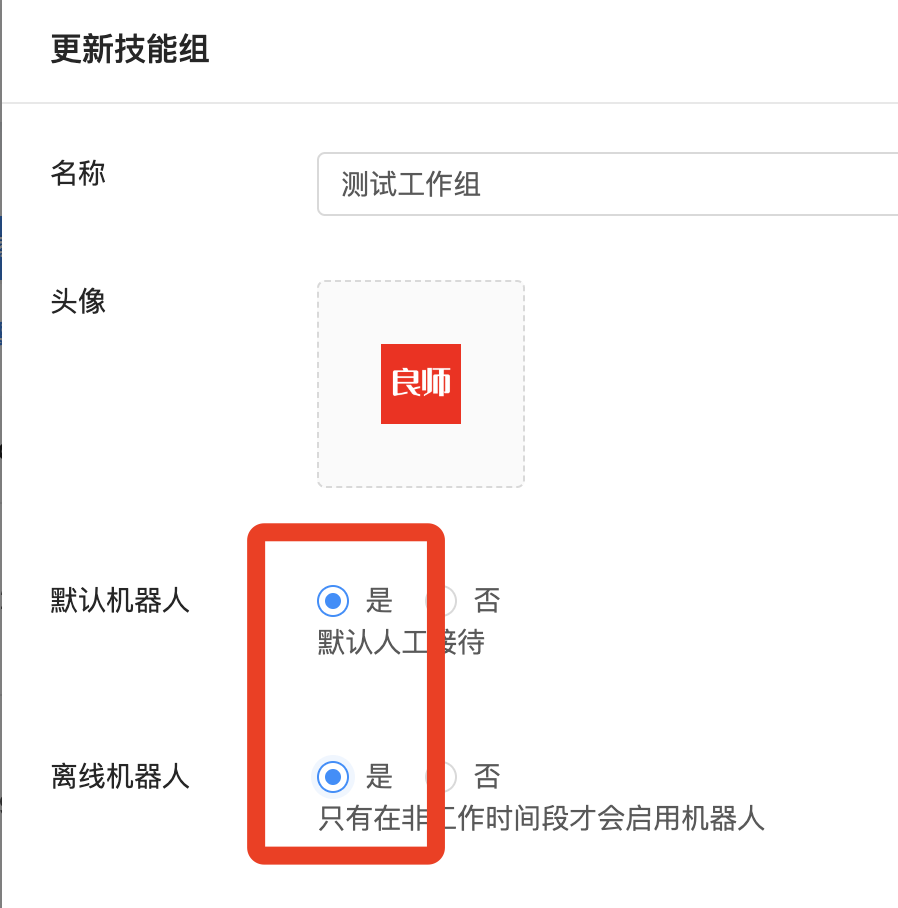 更新技能组
名称
测试工作组
头像
良师
默认机器人
是 否
默认人工接待
离线机器人
是 否
只有在非工作时间段才会启用机器人